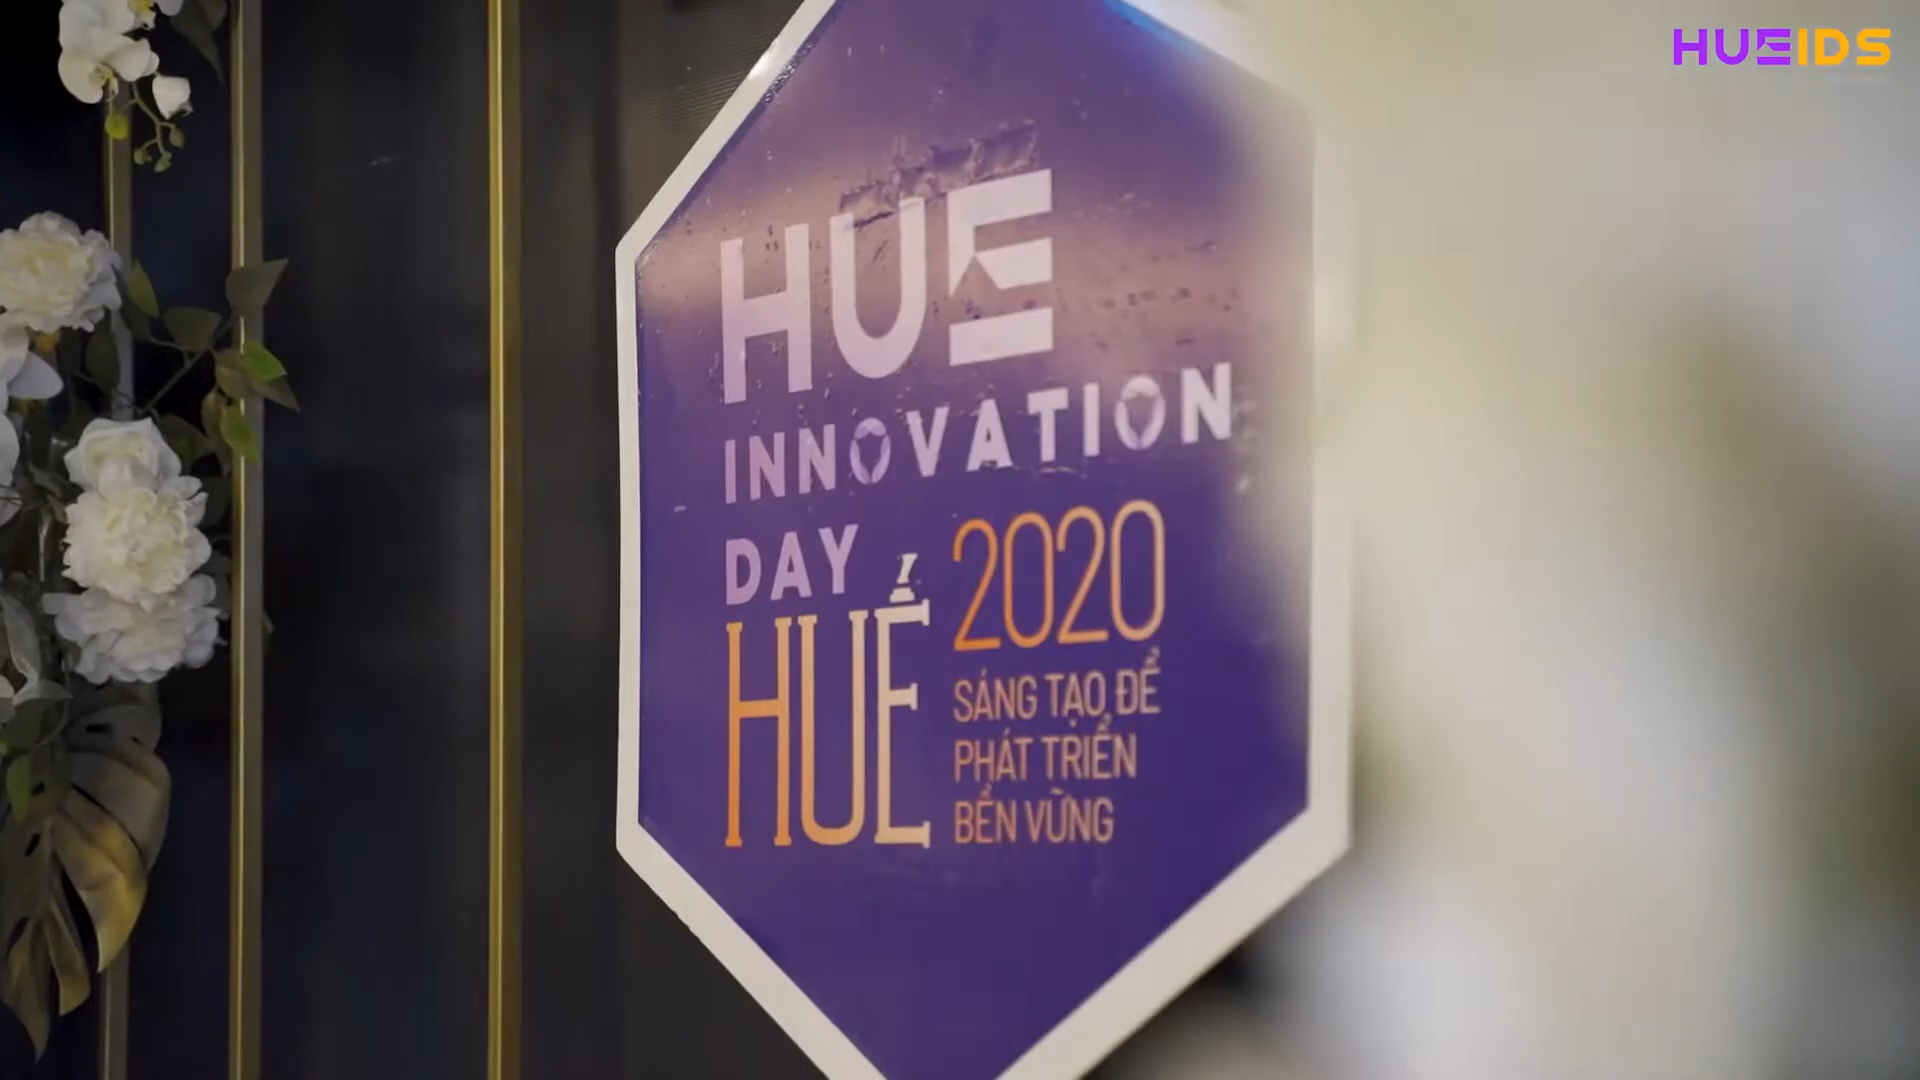 HUEIDS
HUE
INNOVATION
DAY
HUẾ
2020
SÁNG TẠO ĐỂ
PHÁT TRIỂN
BỀN VỮNG